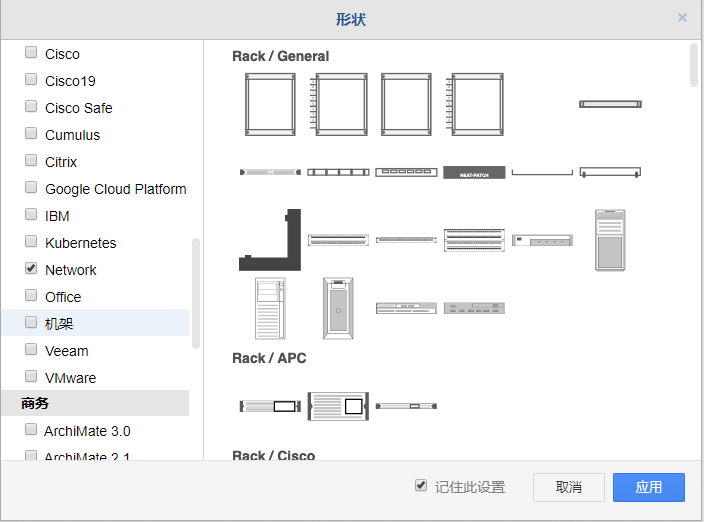 形状
Cisco
Cisco19
Cisco Safe
Cumulus
Citrix
Google Cloud Platform
IBM
Kubernetes
Network
Office
机架
Veeam
VMware
商务
ArchiMate 3.0
ArchiMate 2.1
Rack / General
NEAT-PATCH
Rack / APC
Rack / Cisco
记住此设置
取消
应用